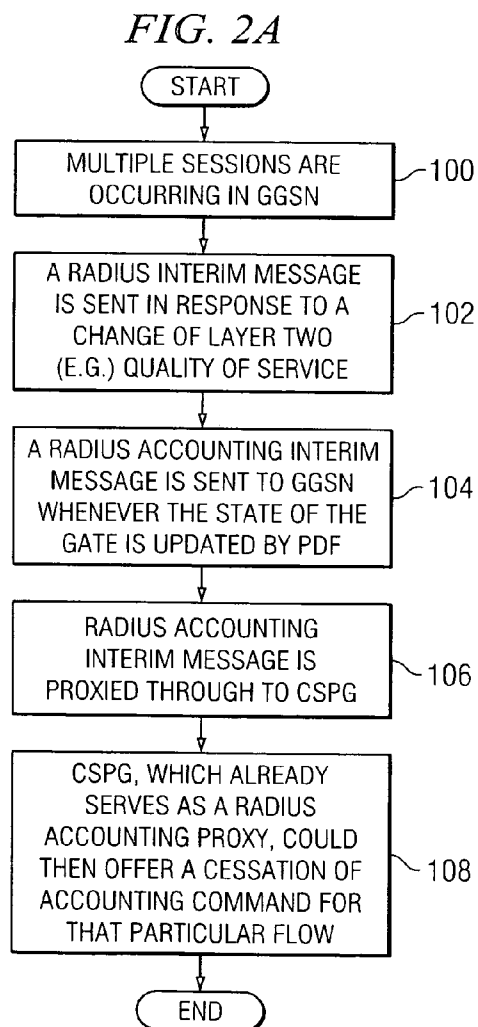 FIG. 2A
START
MULTIPLE SESSIONS ARE
OCCURRING IN GGSN
100
A RADIUS INTERIM MESSAGE
IS SENT IN RESPONSE TO A
CHANGE OF LAYER TWO
(E.G.) QUALITY OF SERVICE
102
A RADIUS ACCOUNTING INTERIM
MESSAGE IS SENT TO GGSN
WHENEVER THE STATE OF THE
GATE IS UPDATED BY PDF
104
RADIUS ACCOUNTING
INTERIM MESSAGE IS
PROXIED THROUGH TO CSPG
106
CSPG, WHICH ALREADY
SERVES AS A RADIUS
ACCOUNTING PROXY, COULD
THEN OFFER A CESSATION OF
ACCOUNTING COMMAND FOR
THAT PARTICULAR FLOW
108
END